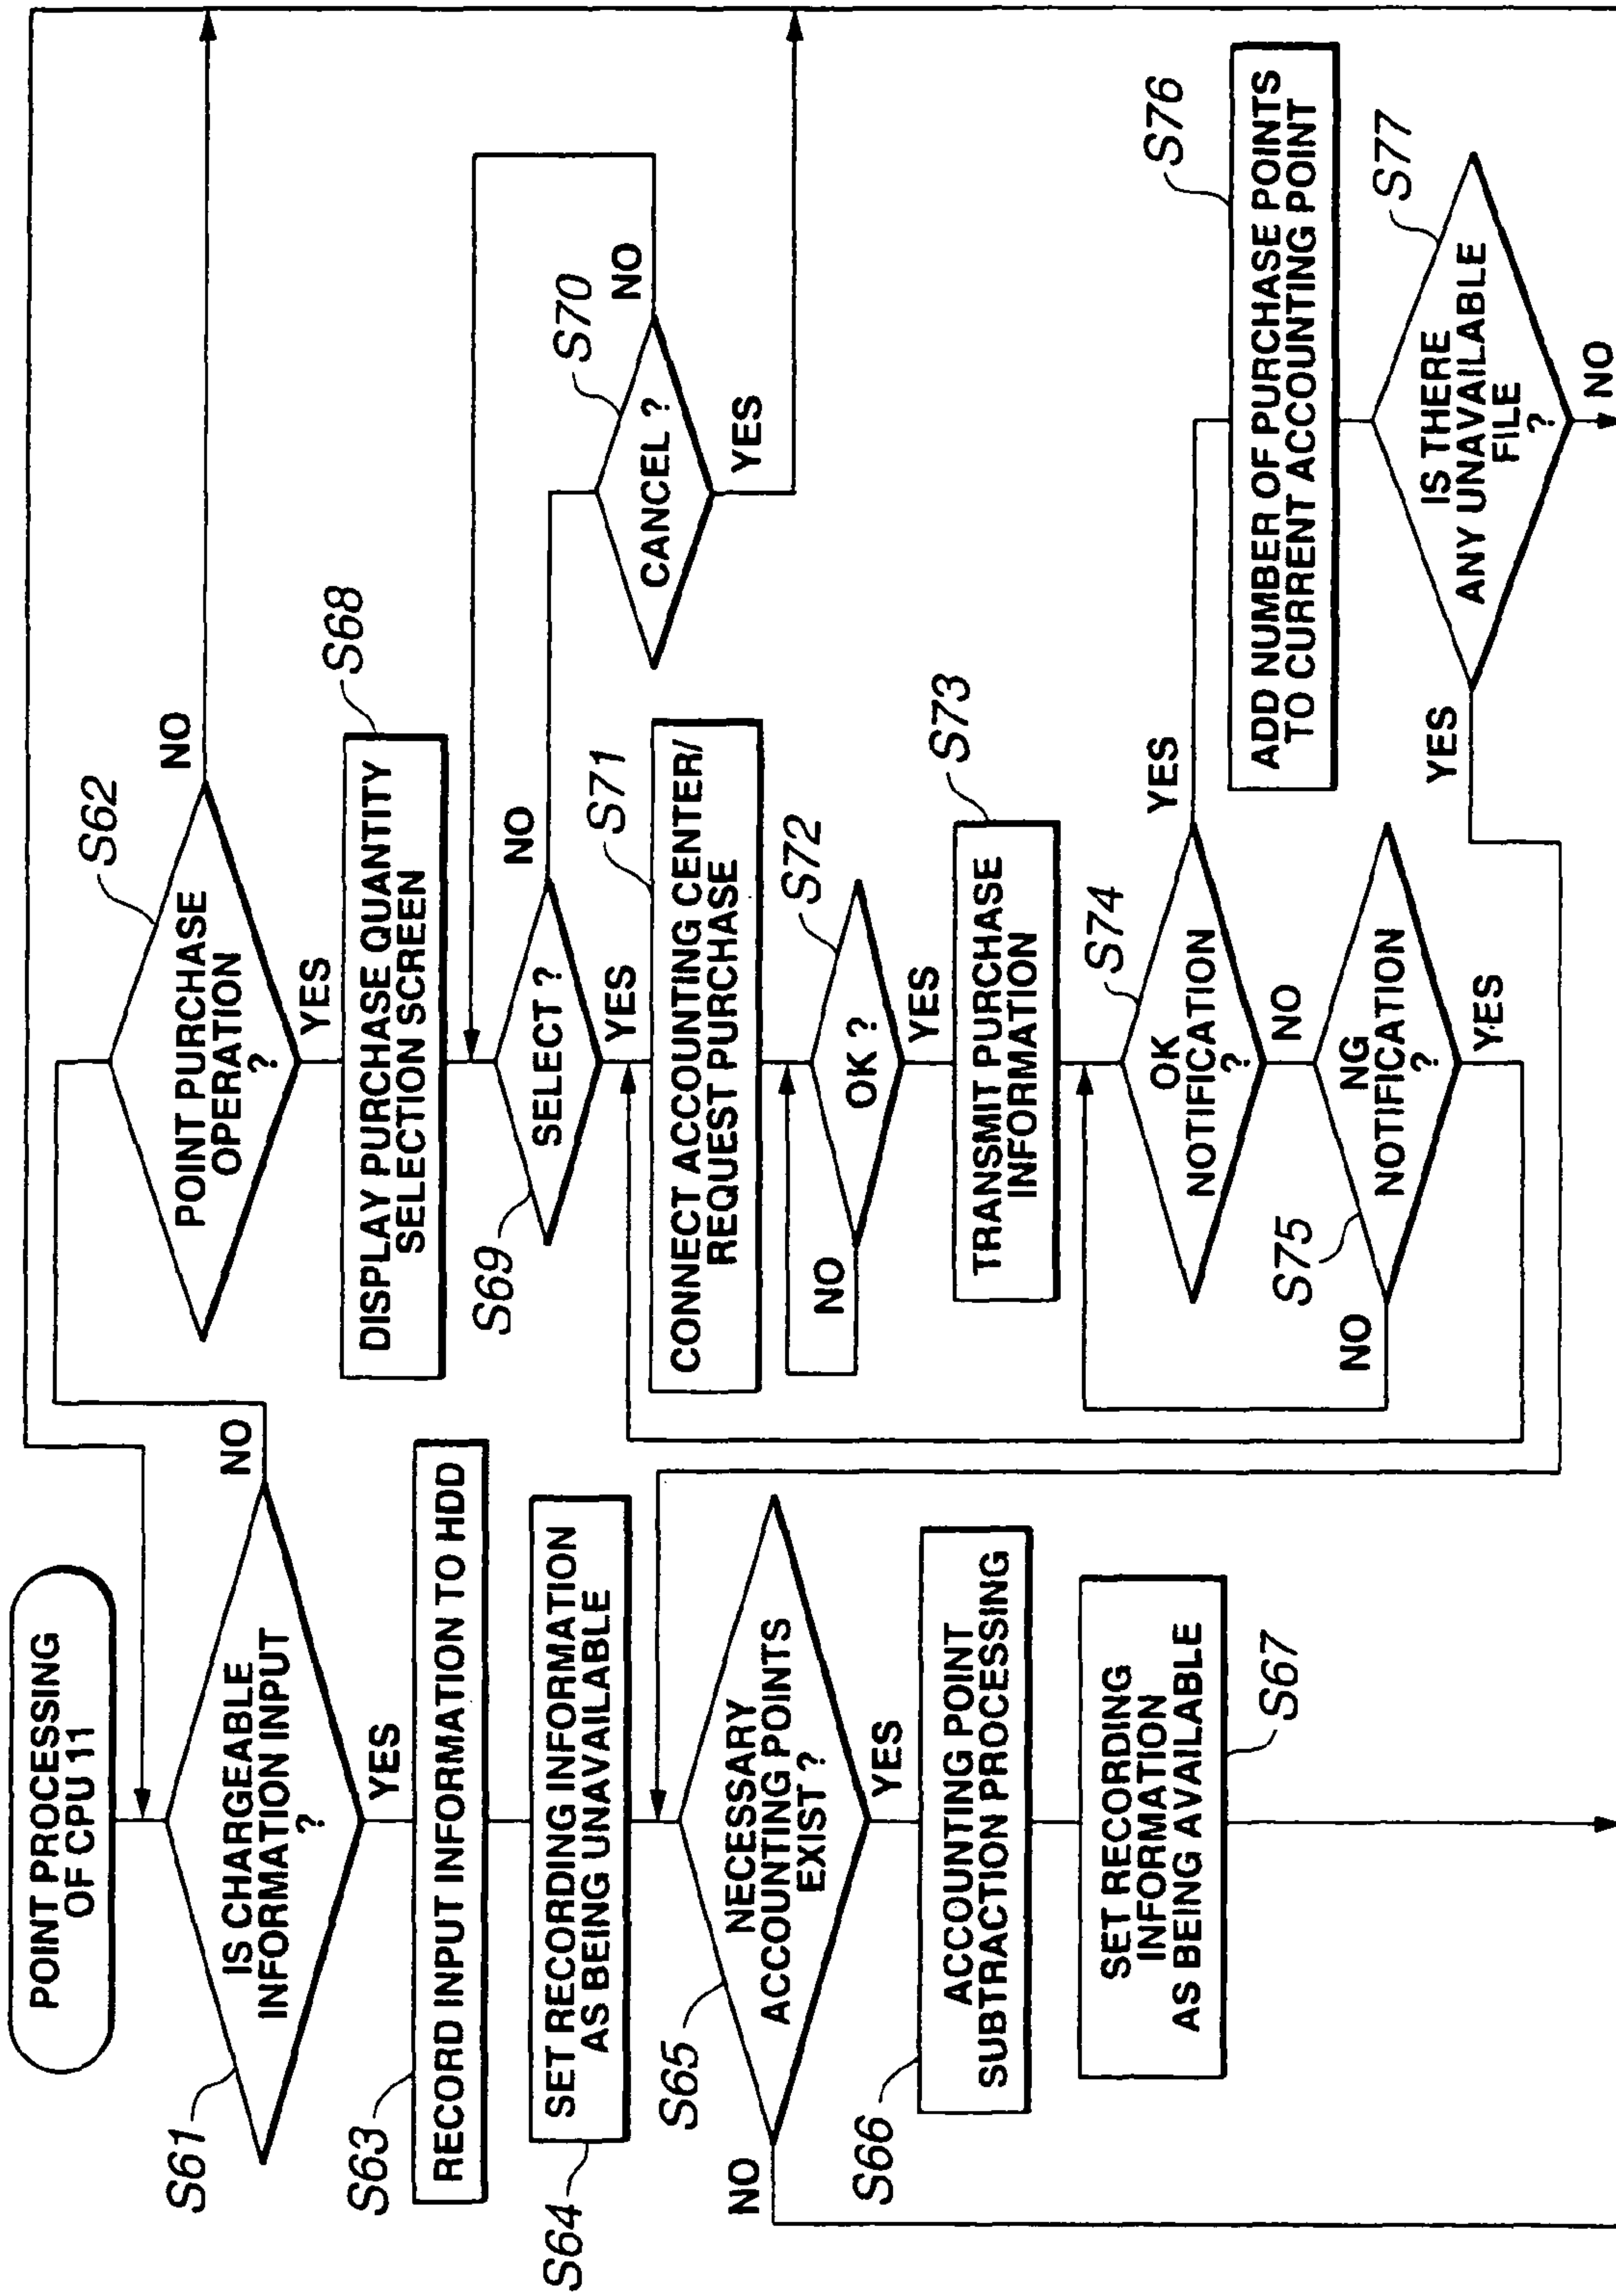 POINT PROCESSING
OF CPU 11
S61
IS CHARGEABLE
INFORMATION INPUT
?
NO
YES
S63
RECORD INPUT INFORMATION TO HDD
S64
SET RECORDING INFORMATION
AS BEING UNAVAILABLE
S65
NECESSARY
ACCOUNTING POINTS
EXIST ?
NO
YES
S66
ACCOUNTING POINT
SUBTRACTION PROCESSING
SET RECORDING
INFORMATION
AS BEING AVAILABLE
S67
S62
POINT PURCHASE
OPERATION
?
NO
YES
S68
DISPLAY PURCHASE QUANTITY
SELECTION SCREEN
S69
SELECT ?
NO
YES
S70
CANCEL ?
NO
YES
S71
CONNECT ACCOUNTING CENTER/
REQUEST PURCHASE
S72
OK ?
NO
YES
S73
TRANSMIT PURCHASE
INFORMATION
S74
OK
NOTIFICATION
?
YES
NO
S75
NG
NOTIFICATION
?
NO
YES
S76
ADD NUMBER OF PURCHASE POINTS
TO CURRENT ACCOUNTING POINT
S77
IS THERE
ANY UNAVAILABLE
FILE
?
YES
NO